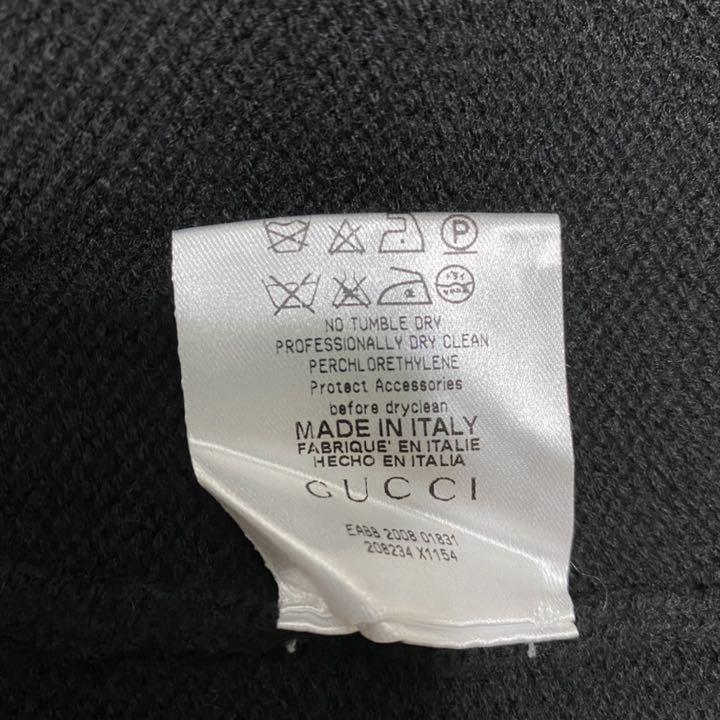 P
NO TUMBLE DRY
PROFESSIONALLY DRY CLEAN
PERCHLORETHYLENE
Protect Accessories
before dryclean
MADE IN ITALY
FABRIQUE' EN ITALIE
HECHO EN ITALIA
GUCCI
EABB 2008 01831
208234 X1154